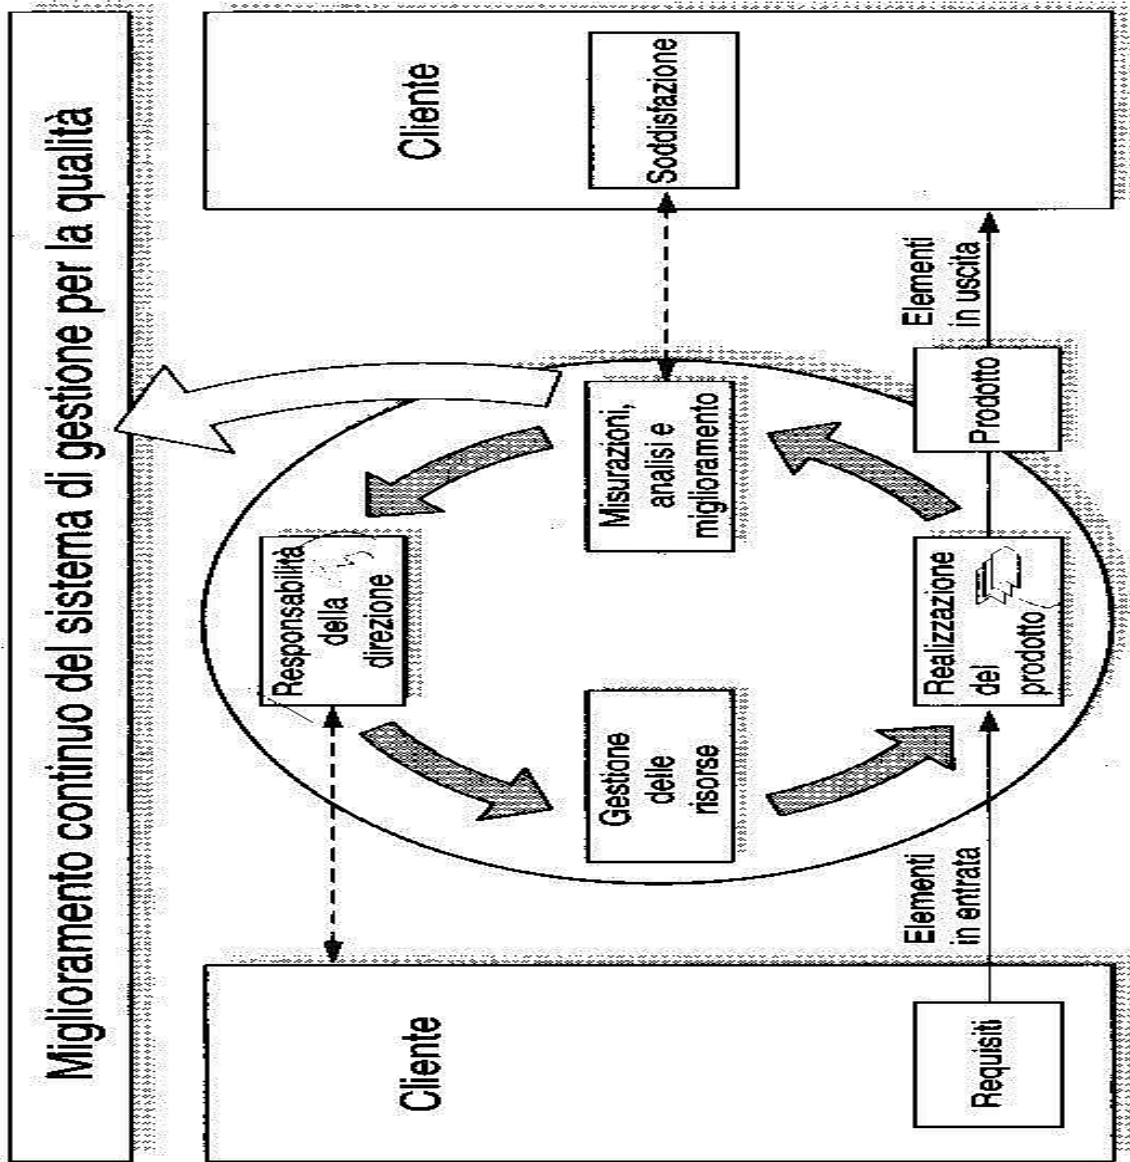 Miglioramento continuo del sistema di gestione per la qualità
Cliente
Cliente
Responsabilità
della
direzione
Gestione
delle
risorse
Misurazioni,
analisi e
miglioramento
Soddisfazione
Requisiti
Elementi
in entrata
Realizzazione
del
prodotto
Prodotto
Elementi
in uscita